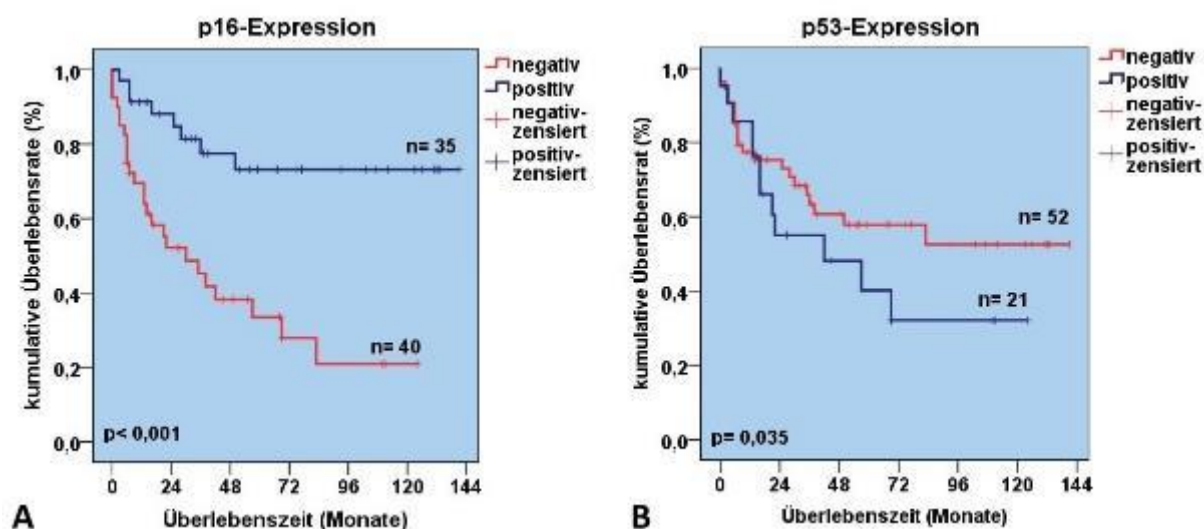 p16-Expression
kumulative Überlebensrate (%)
1,0
0,8
0,6
0,4
0,2
0,0
n= 35
n= 40
p< 0,001
0 24 48 72 96 120 144
Überlebenszeit (Monate)
negativ
positiv
negativ-
zensiert
positiv-
zensiert
A
p53-Expression
kumulative Überlebensrat (%)
1,0
0,8
0,6
0,4
0,2
0,0
n= 52
n= 21
p= 0,035
0 24 48 72 96 120 144
Überlebenszeit (Monate)
negativ
positiv
negativ-
zensiert
positiv-
zensiert
B